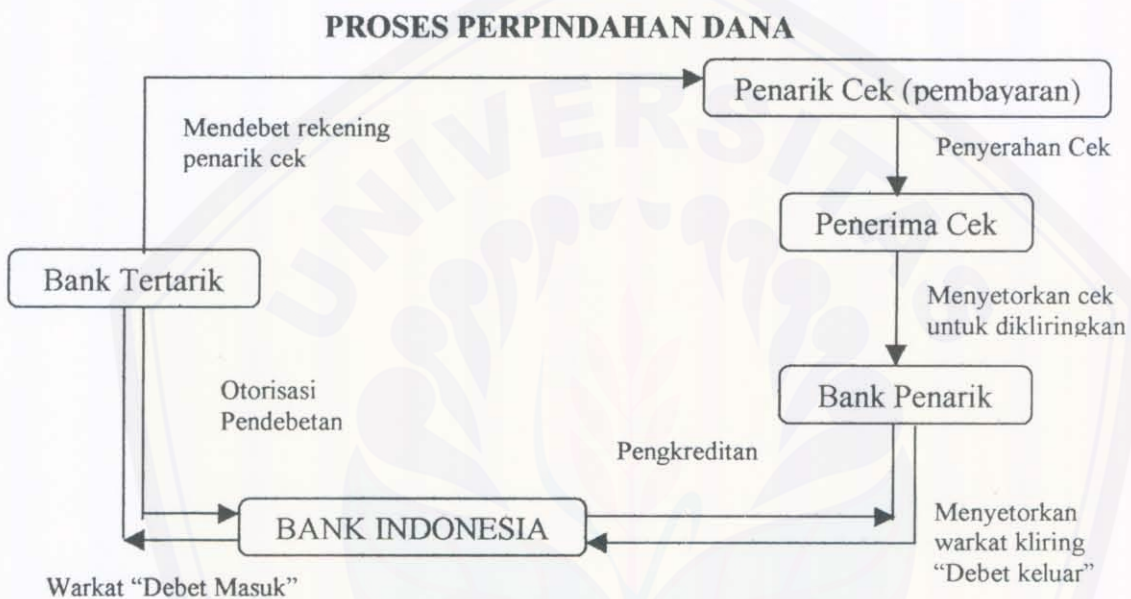 PROSES PERPINDAHAN DANA
Penarik Cek (pembayaran)
Mendebet rekening
penarik cek
Penyerahan Cek
Penerima Cek
Bank Tertarik
Menyetorkan cek
untuk dikliringkan
Otorisasi
Pendebetan
Bank Penarik
Pengkreditan
BANK INDONESIA
Menyetorkan
warkat kliring
"Debet keluar"
Warkat "Debet Masuk"
UNIVERSITAS